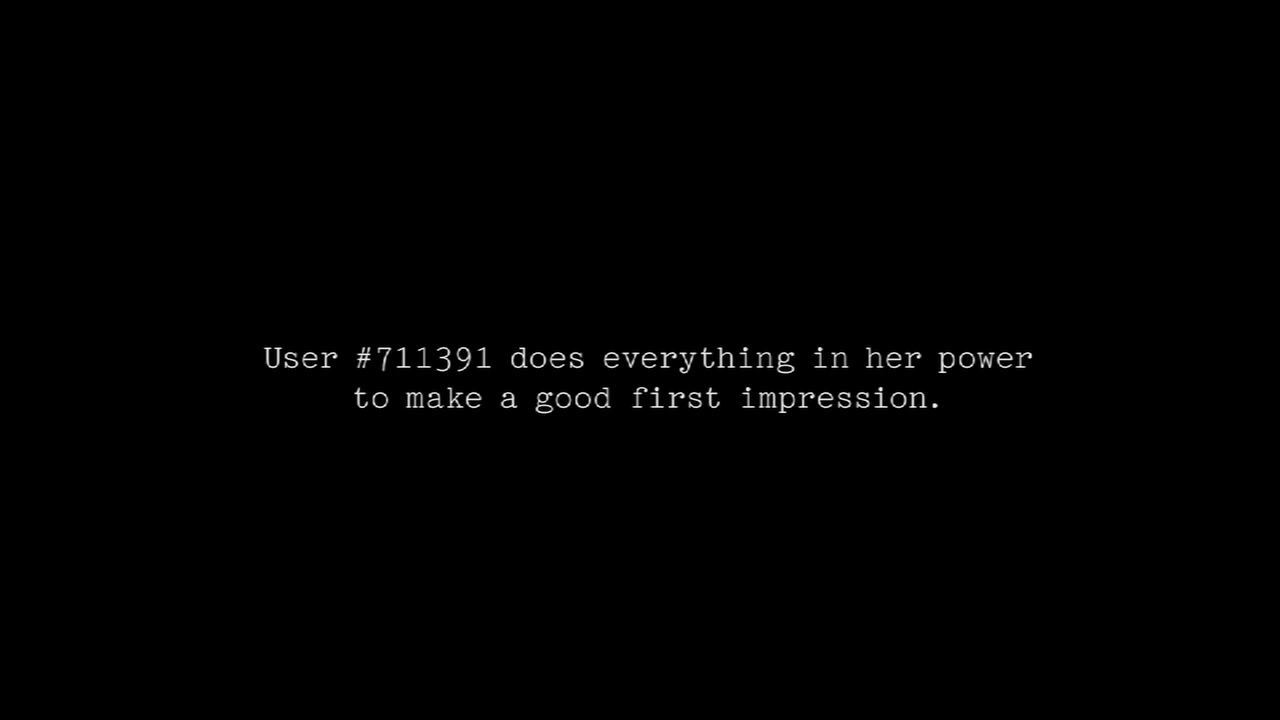 User #711391 does everything in her power
to make a good first impression.